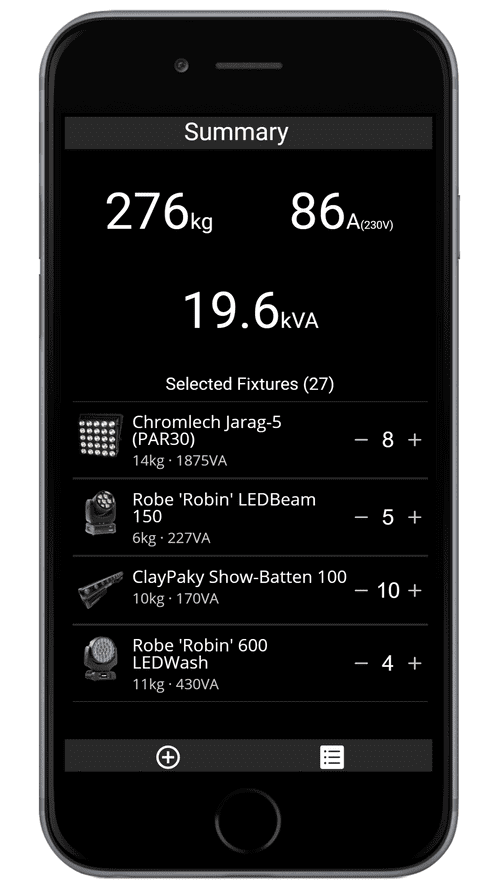 Summary
276kg 86A(230V)
19.6kVA
Selected Fixtures (27)
Chromlech Jarag-5
(PAR30)
14kg · 1875VA
− 8 +
Robe 'Robin' LEDBeam
150
6kg · 227VA
− 5 +
ClayPaky Show-Batten 100
10kg · 170VA
− 10 +
Robe 'Robin' 600
LEDWash
11kg · 430VA
− 4 +